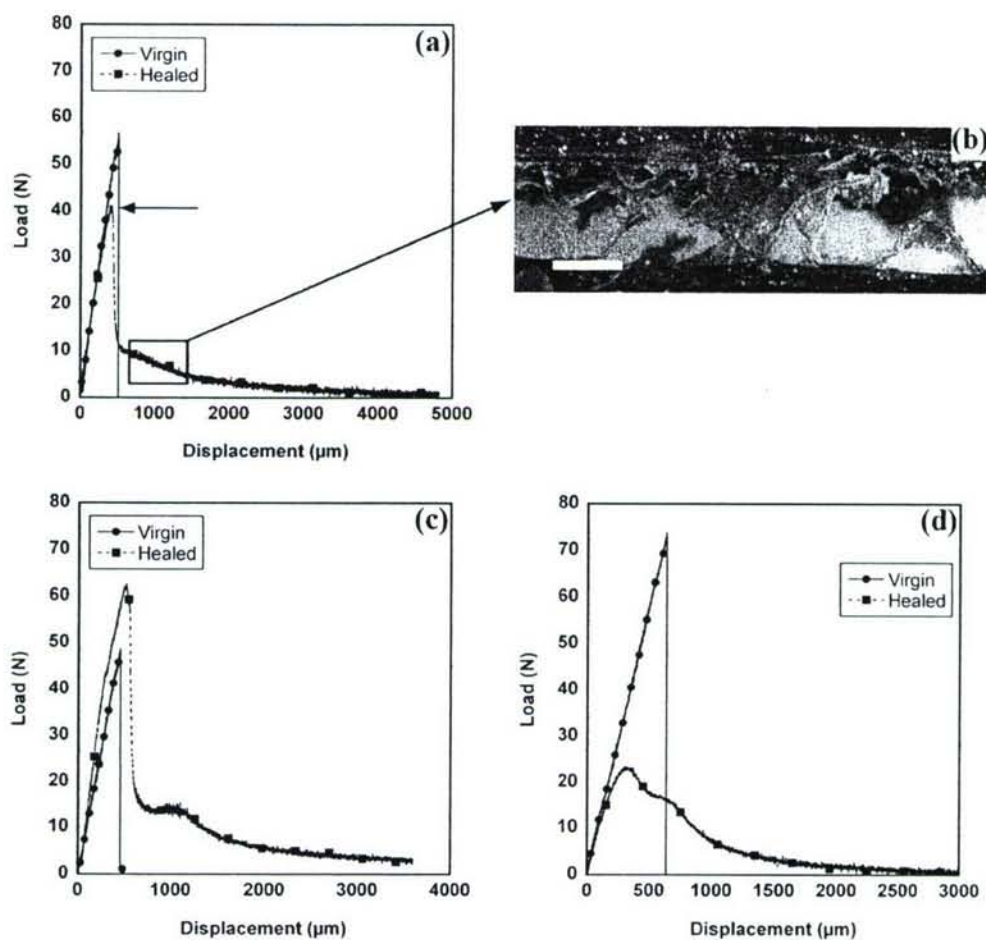 (a)
Virgin
Healed
Load (N)
80
70
60
50
40
30
20
10
0
0 1000 2000 3000 4000 5000
Displacement (µm)
(b)
(c)
Virgin
Healed
Load (N)
80
70
60
50
40
30
20
10
0
0 1000 2000 3000 4000
Displacement (µm)
(d)
Virgin
Healed
Load (N)
80
70
60
50
40
30
20
10
0
0 500 1000 1500 2000 2500 3000
Displacement (µm)